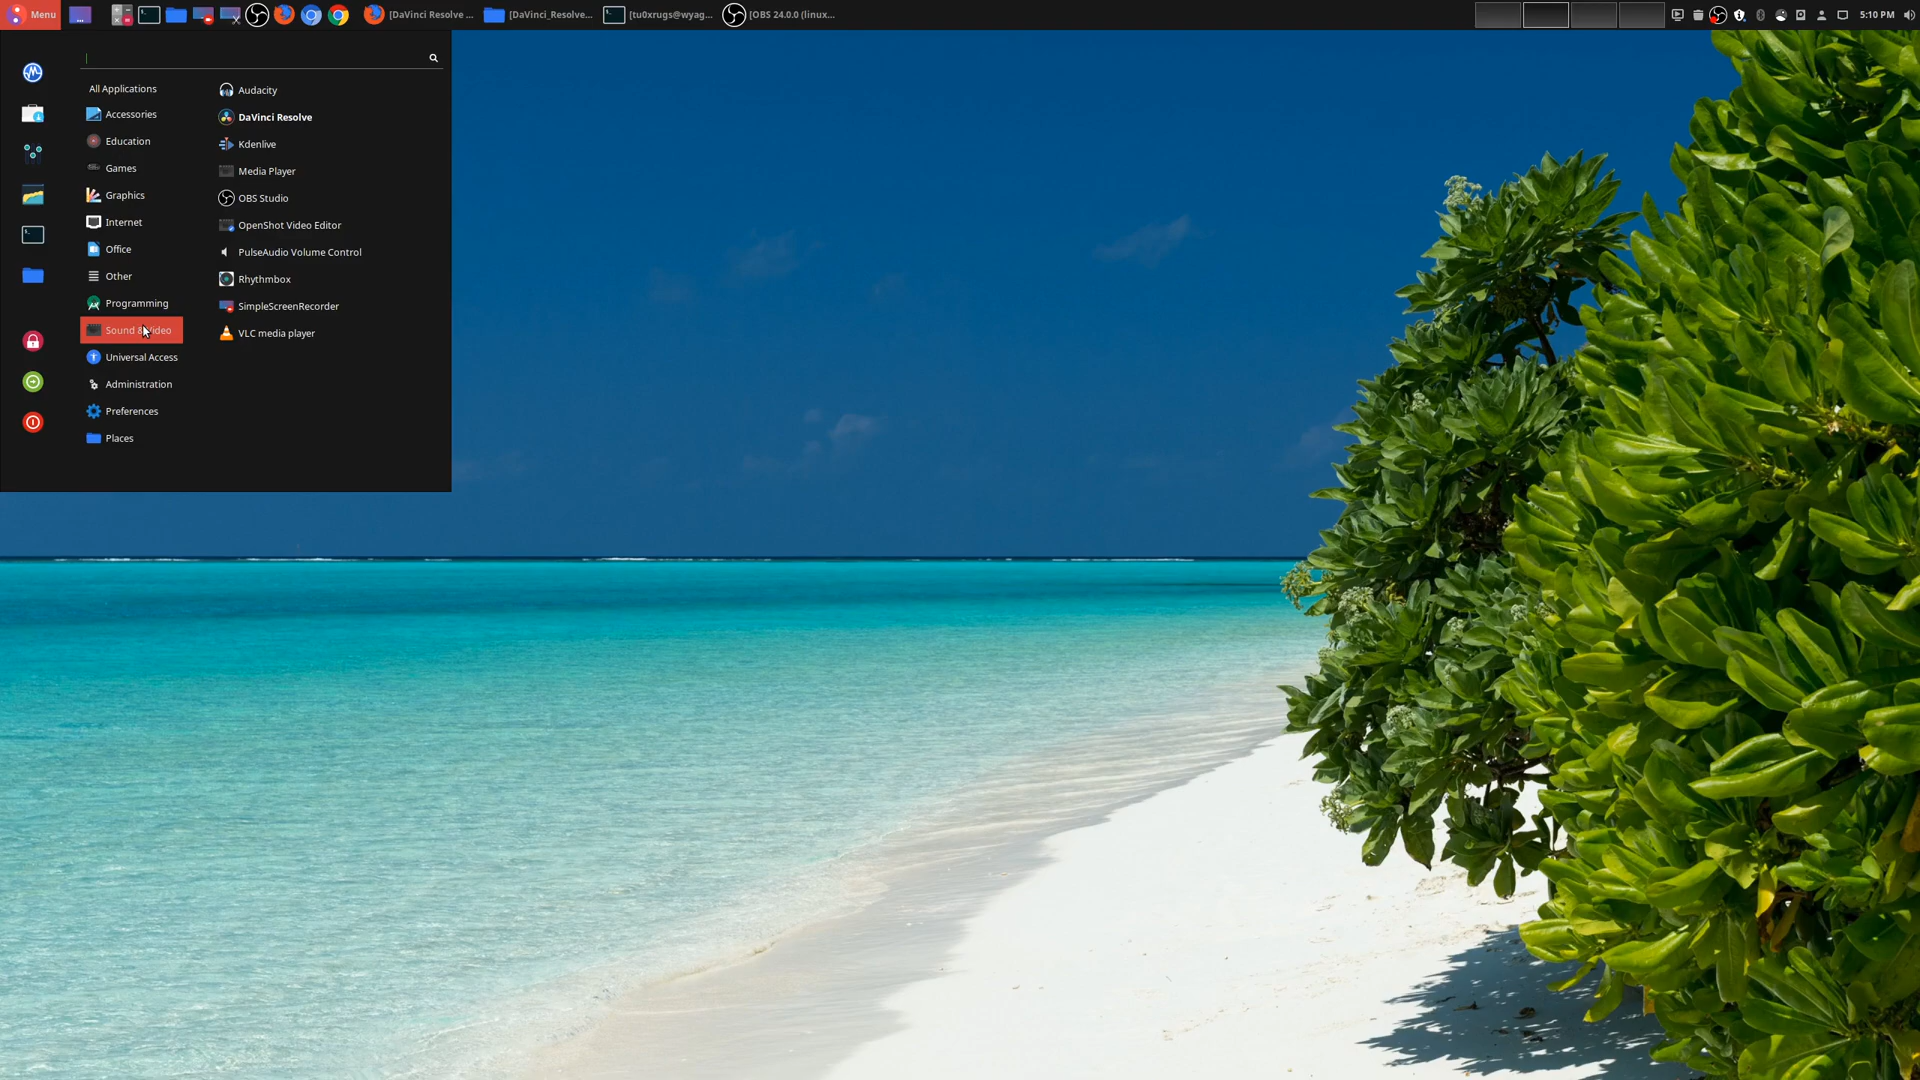 Menu
[DaVinci Resolve ...
[DaVinci_Resolve...
[tu0xrugs@wyag...
[OBS 24.0.0 (linux...
5:10 PM
All Applications
Accessories
Education
Games
Graphics
Internet
Office
Other
Programming
Sound & Video
Universal Access
Administration
Preferences
Places
Audacity
DaVinci Resolve
Kdenlive
Media Player
OBS Studio
OpenShot Video Editor
PulseAudio Volume Control
Rhythmbox
SimpleScreenRecorder
VLC media player